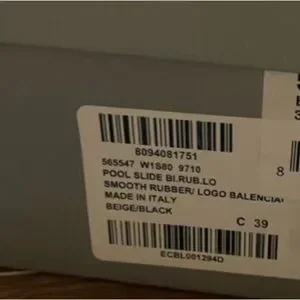 8094081751
565547 W1S80 9710
POOL SLIDE BI.RUB.LO
SMOOTH RUBBER/ LOGO BALENCIA
MADE IN ITALY
BEIGE/BLACK
C 39
ECBL001294D
8